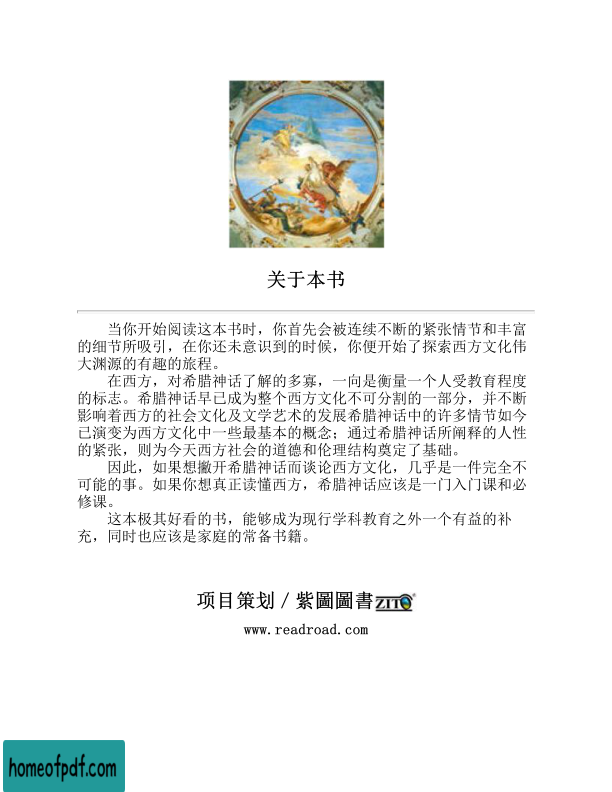 关于本书
当你开始阅读这本书时，你首先会被连续不断的紧张情节和丰富
的细节所吸引，在你还未意识到的时候，你便开始了探索西方文化伟
大渊源的有趣的旅程。
在西方，对希腊神话了解的多寡，一向是衡量一个人受教育程度
的标志。希腊神话早已成为整个西方文化不可分割的一部分，并不断
影响着西方的社会文化及文学艺术的发展希腊神话中的许多情节如今
已演变为西方文化中一些最基本的概念；通过希腊神话所阐释的人性
的紧张，则为今天西方社会的道德和伦理结构奠定了基础。
因此，如果想撇开希腊神话而谈论西方文化，几乎是一件完全不
可能的事。如果你想真正读懂西方，希腊神话应该是一门入门课和必
修课。
这本极其好看的书，能够成为现行学科教育之外一个有益的补
充，同时也应该是家庭的常备书籍。
项目策划／紫圖圖書ZITO®
www.readroad.com
homeofpdf.com